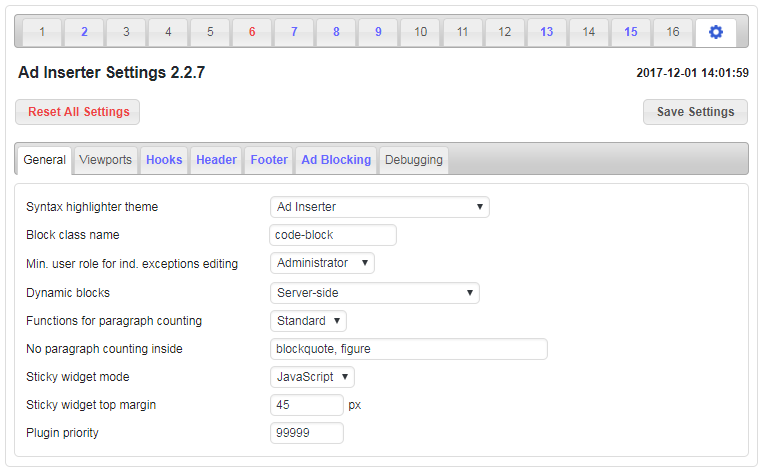 1 2 3 4 5 6 7 8 9 10 11 12 13 14 15 16
Ad Inserter Settings 2.2.7 2017-12-01 14:01:59
Reset All Settings Save Settings
General Viewports Hooks Header Footer Ad Blocking Debugging
Syntax highlighter theme Ad Inserter
Block class name code-block
Min. user role for ind. exceptions editing Administrator
Dynamic blocks Server-side
Functions for paragraph counting Standard
No paragraph counting inside blockquote, figure
Sticky widget mode JavaScript
Sticky widget top margin 45 px
Plugin priority 99999